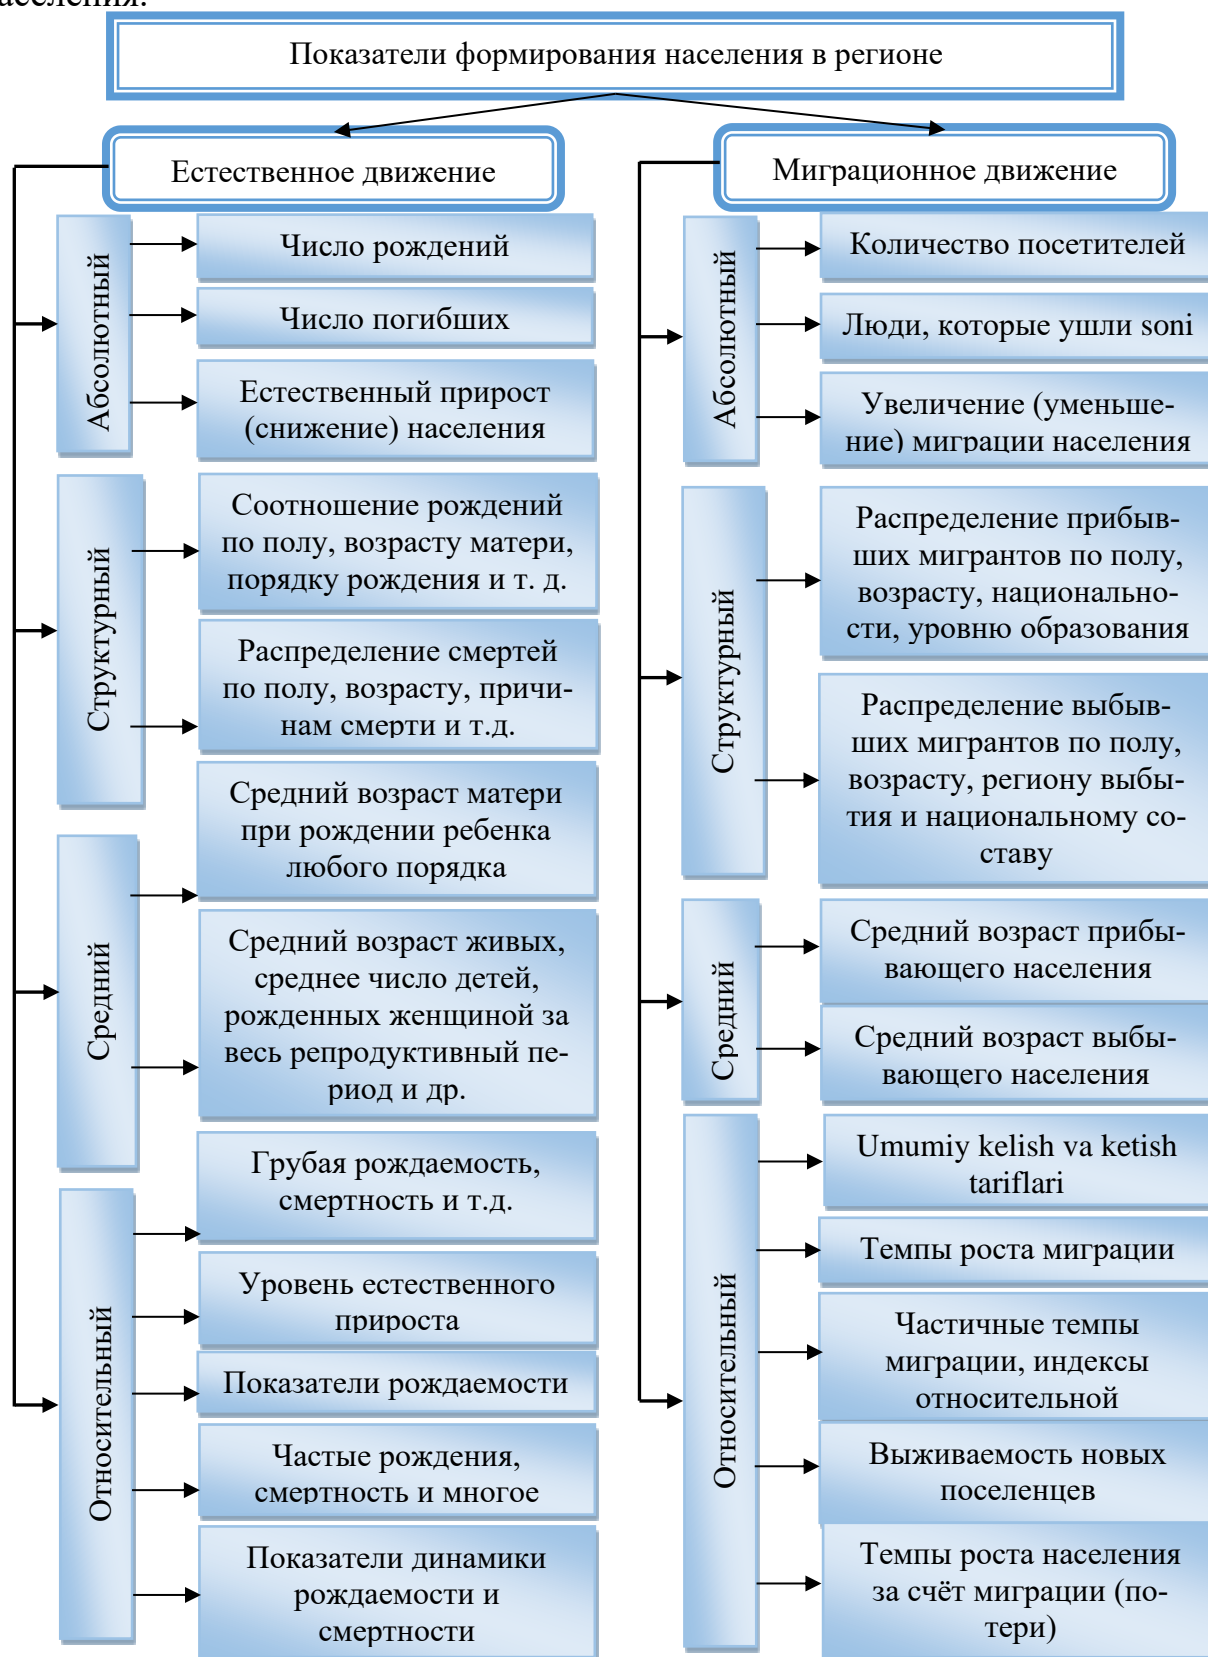 аселения.
Показатели формирования населения в регионе
Естественное движение
Абсолютный
Число рождений
Число погибших
Естественный прирост
(снижение) населения
Структурный
Соотношение рождений
по полу, возрасту матери,
порядку рождения и т. д.
Распределение смертей
по полу, возрасту, причи-
нам смерти и т.д.
Средний
Средний возраст матери
при рождении ребенка
любого порядка
Средний возраст живых,
среднее число детей,
рожденных женщиной за
весь репродуктивный пе-
риод и др.
Относительный
Грубая рождаемость,
смертность и т.д.
Уровень естественного
прироста
Показатели рождаемости
Частые рождения,
смертность и многое
Показатели динамики
рождаемости и
смертности
Миграционное движение
Абсолютный
Количество посетителей
Люди, которые ушли soni
Увеличение (уменьше-
ние) миграции населения
Структурный
Распределение прибыв-
ших мигрантов по полу,
возрасту, национально-
сти, уровню образования
Распределение выбыв-
ших мигрантов по полу,
возрасту, региону выбы-
тия и национальному со-
ставу
Средний
Средний возраст прибы-
вающего населения
Средний возраст выбы-
вающего населения
Относительный
Umumiy kelish va ketish
tariflari
Темпы роста миграции
Частичные темпы
миграции, индексы
относительной
Выживаемость новых
поселенцев
Темпы роста населения
за счёт миграции (по-
тери)